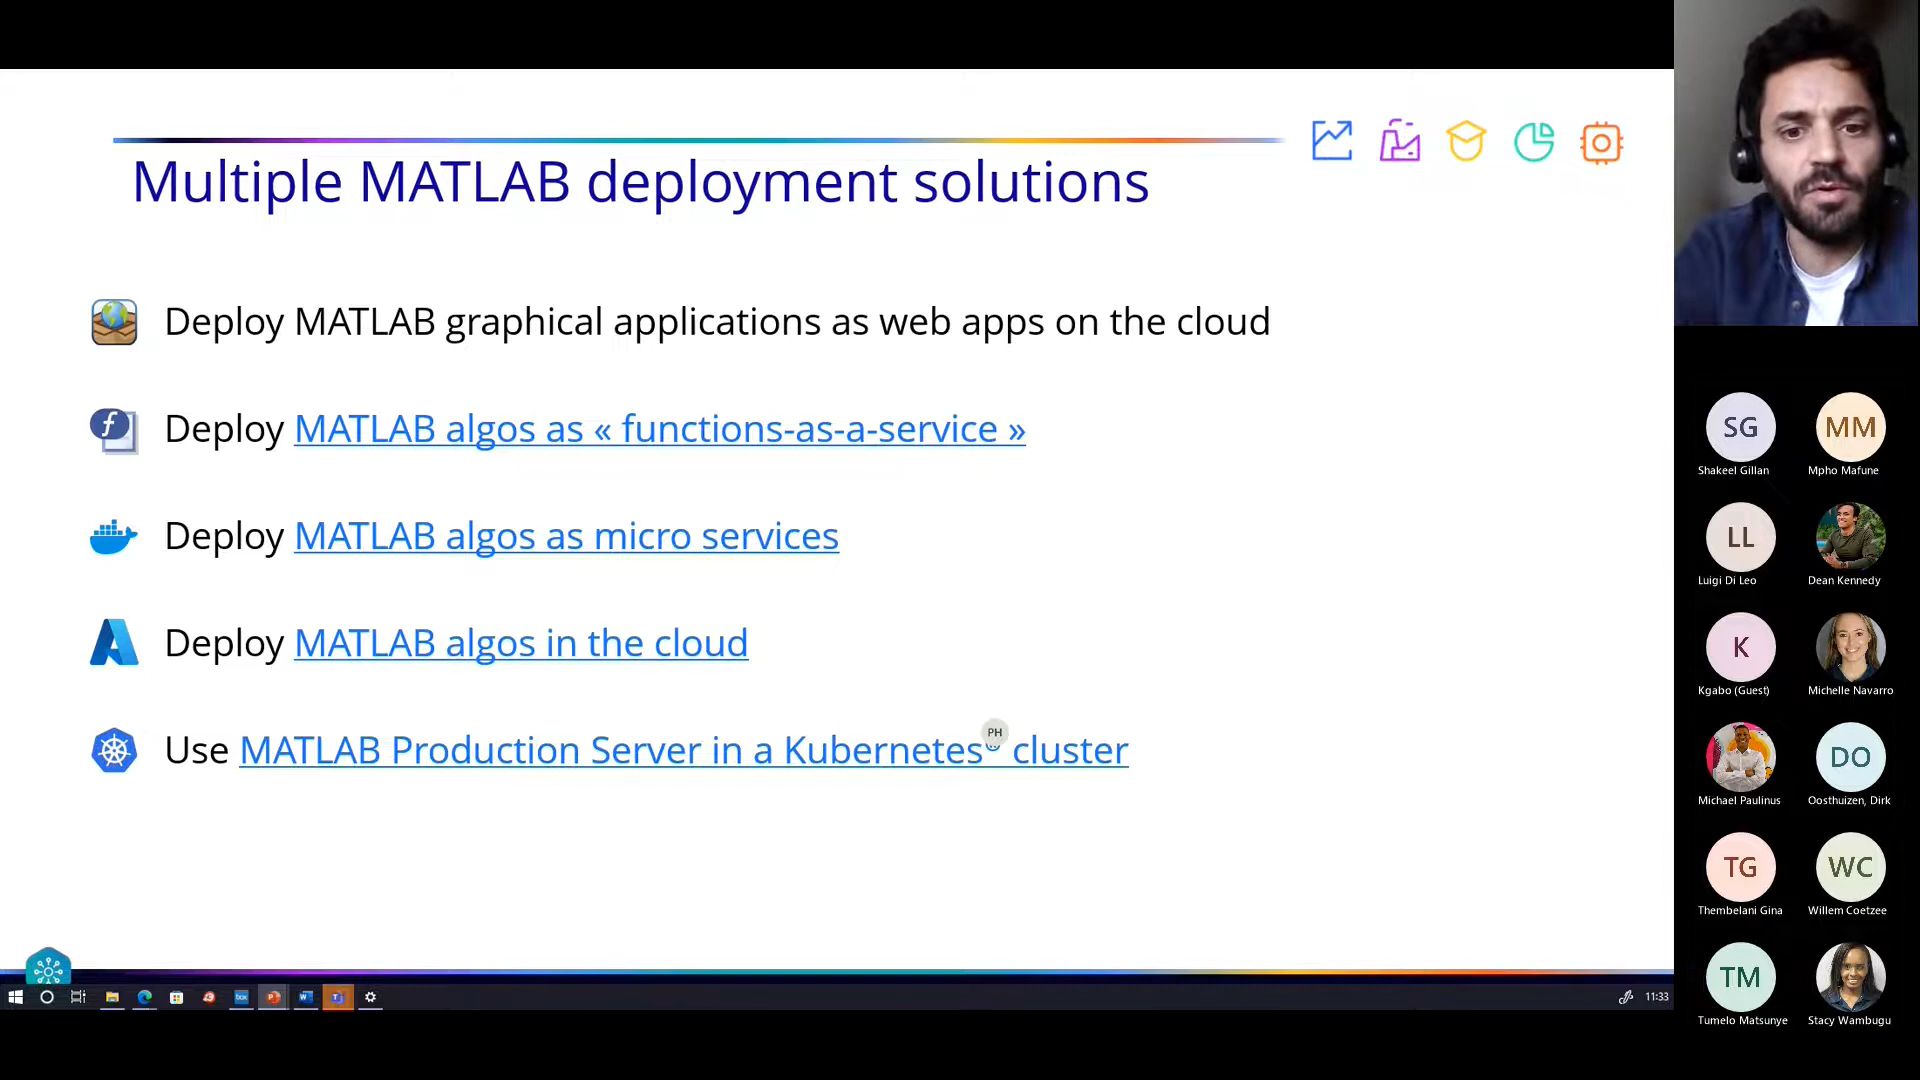 Multiple MATLAB deployment solutions
Deploy MATLAB graphical applications as web apps on the cloud
f Deploy MATLAB algos as « functions-as-a-service »
Deploy MATLAB algos as micro services
Deploy MATLAB algos in the cloud
PH
Use MATLAB Production Server in a Kubernetes® cluster
box
11:33
SG
MM
Shakeel Gillan
Mpho Mafune
LL
Luigi Di Leo
Dean Kennedy
K
Kgabo (Guest)
Michelle Navarro
DO
Michael Paulinus
Oosthuizen, Dirk
TG
WC
Thembelani Gina
Willem Coetzee
TM
Tumelo Matsunye
Stacy Wambugu